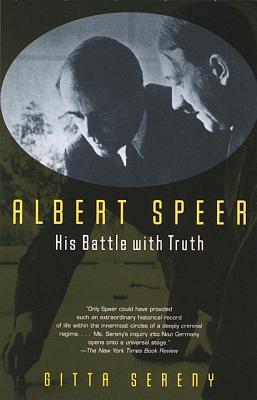 ALBERT SPEER
His Battle with Truth
"Only Speer could have provided
such an extraordinary historical record
of life within the innermost circles of a deeply criminal
regime. . . . Ms. Sereny's inquiry into Nazi Germany
opens onto a universal stage."
—The New York Times Book Review
GITTA SERENY